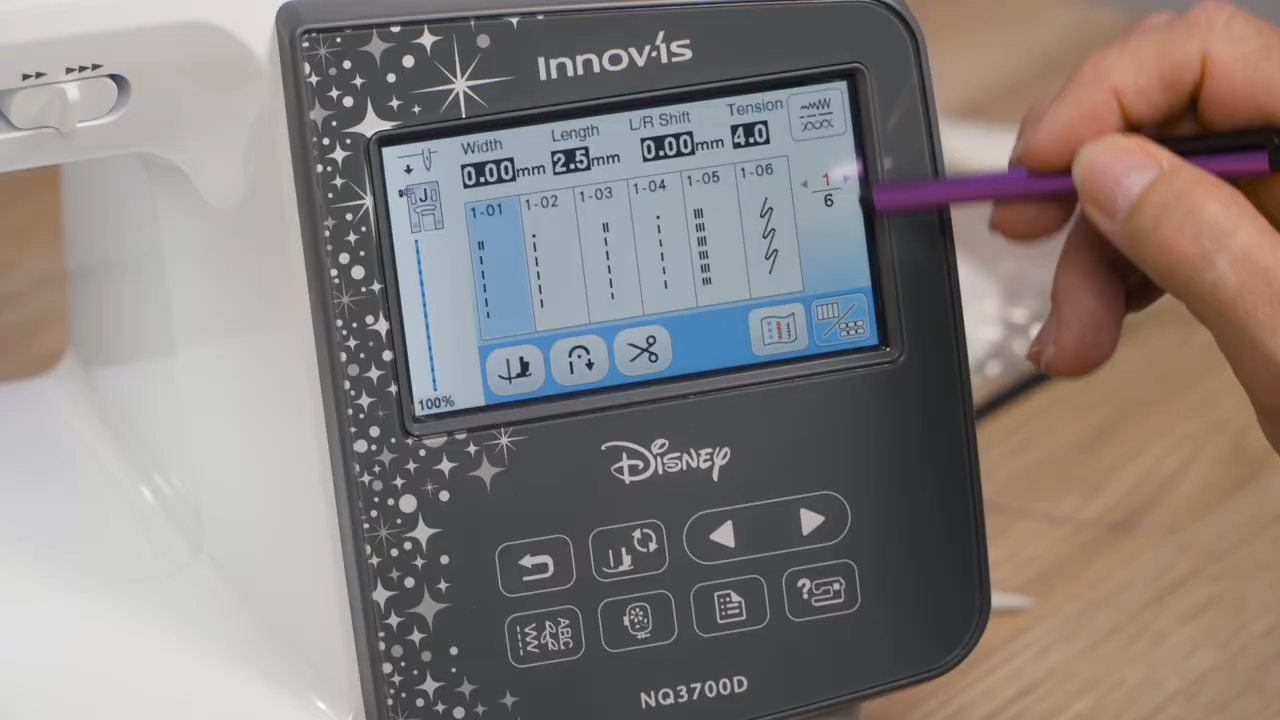 Innov-ís
Width Length L/R Shift Tension
0.00mm 2.5mm 0.00mm 4.0
J
1-01 1-02 1-03 1-04 1-05 1-06
1
6
100%
Disney
ABC
?
NQ3700D